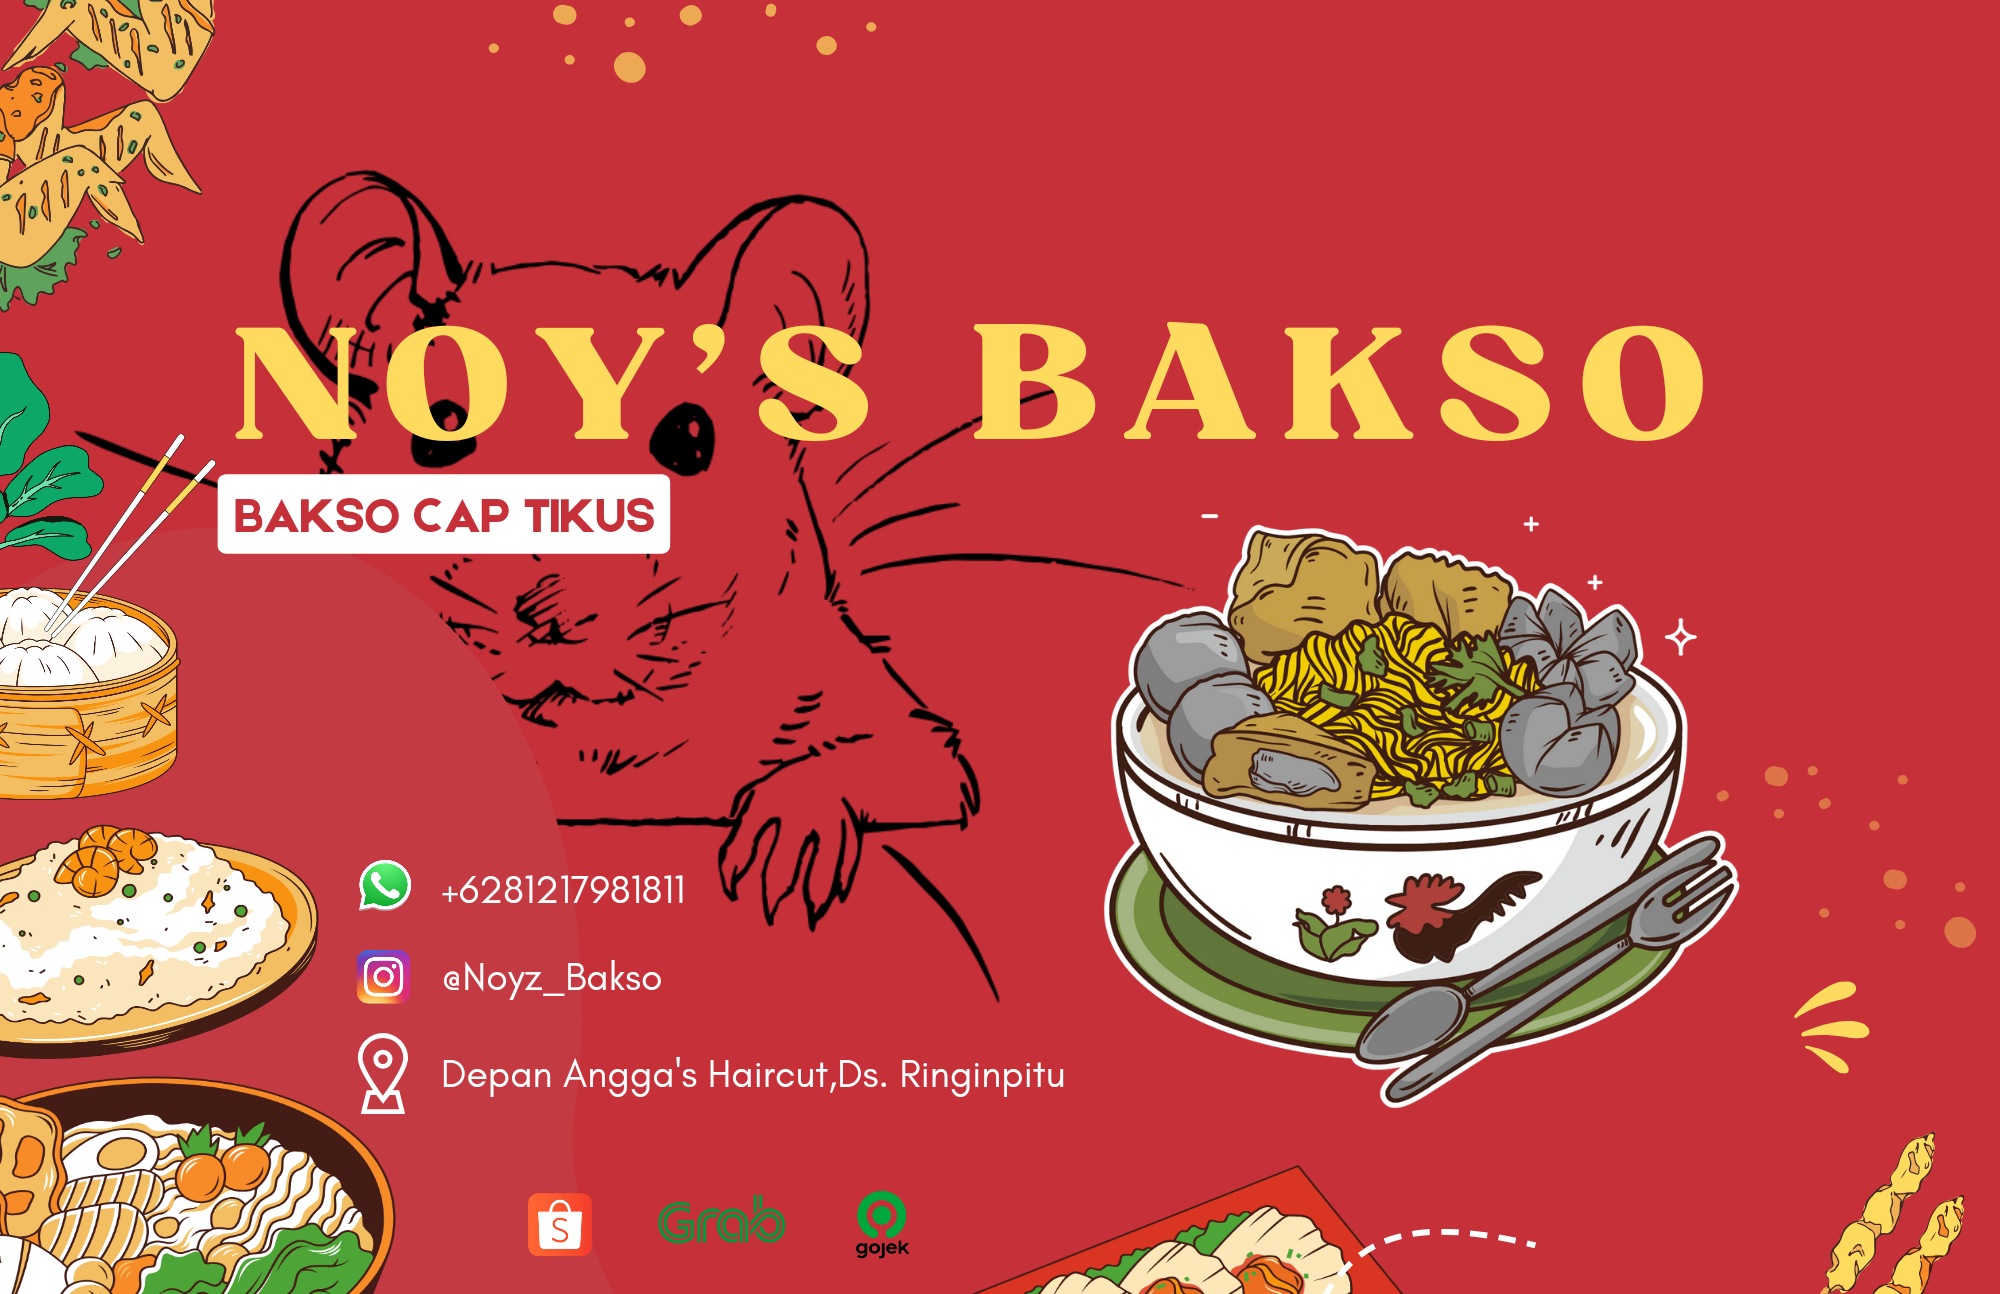 NOY'S BAKSO
BAKSO CAP TIKUS
+6281217981811
@Noyz_Bakso
Depan Angga's Haircut,Ds. Ringinpitu
S
Grab
gojek